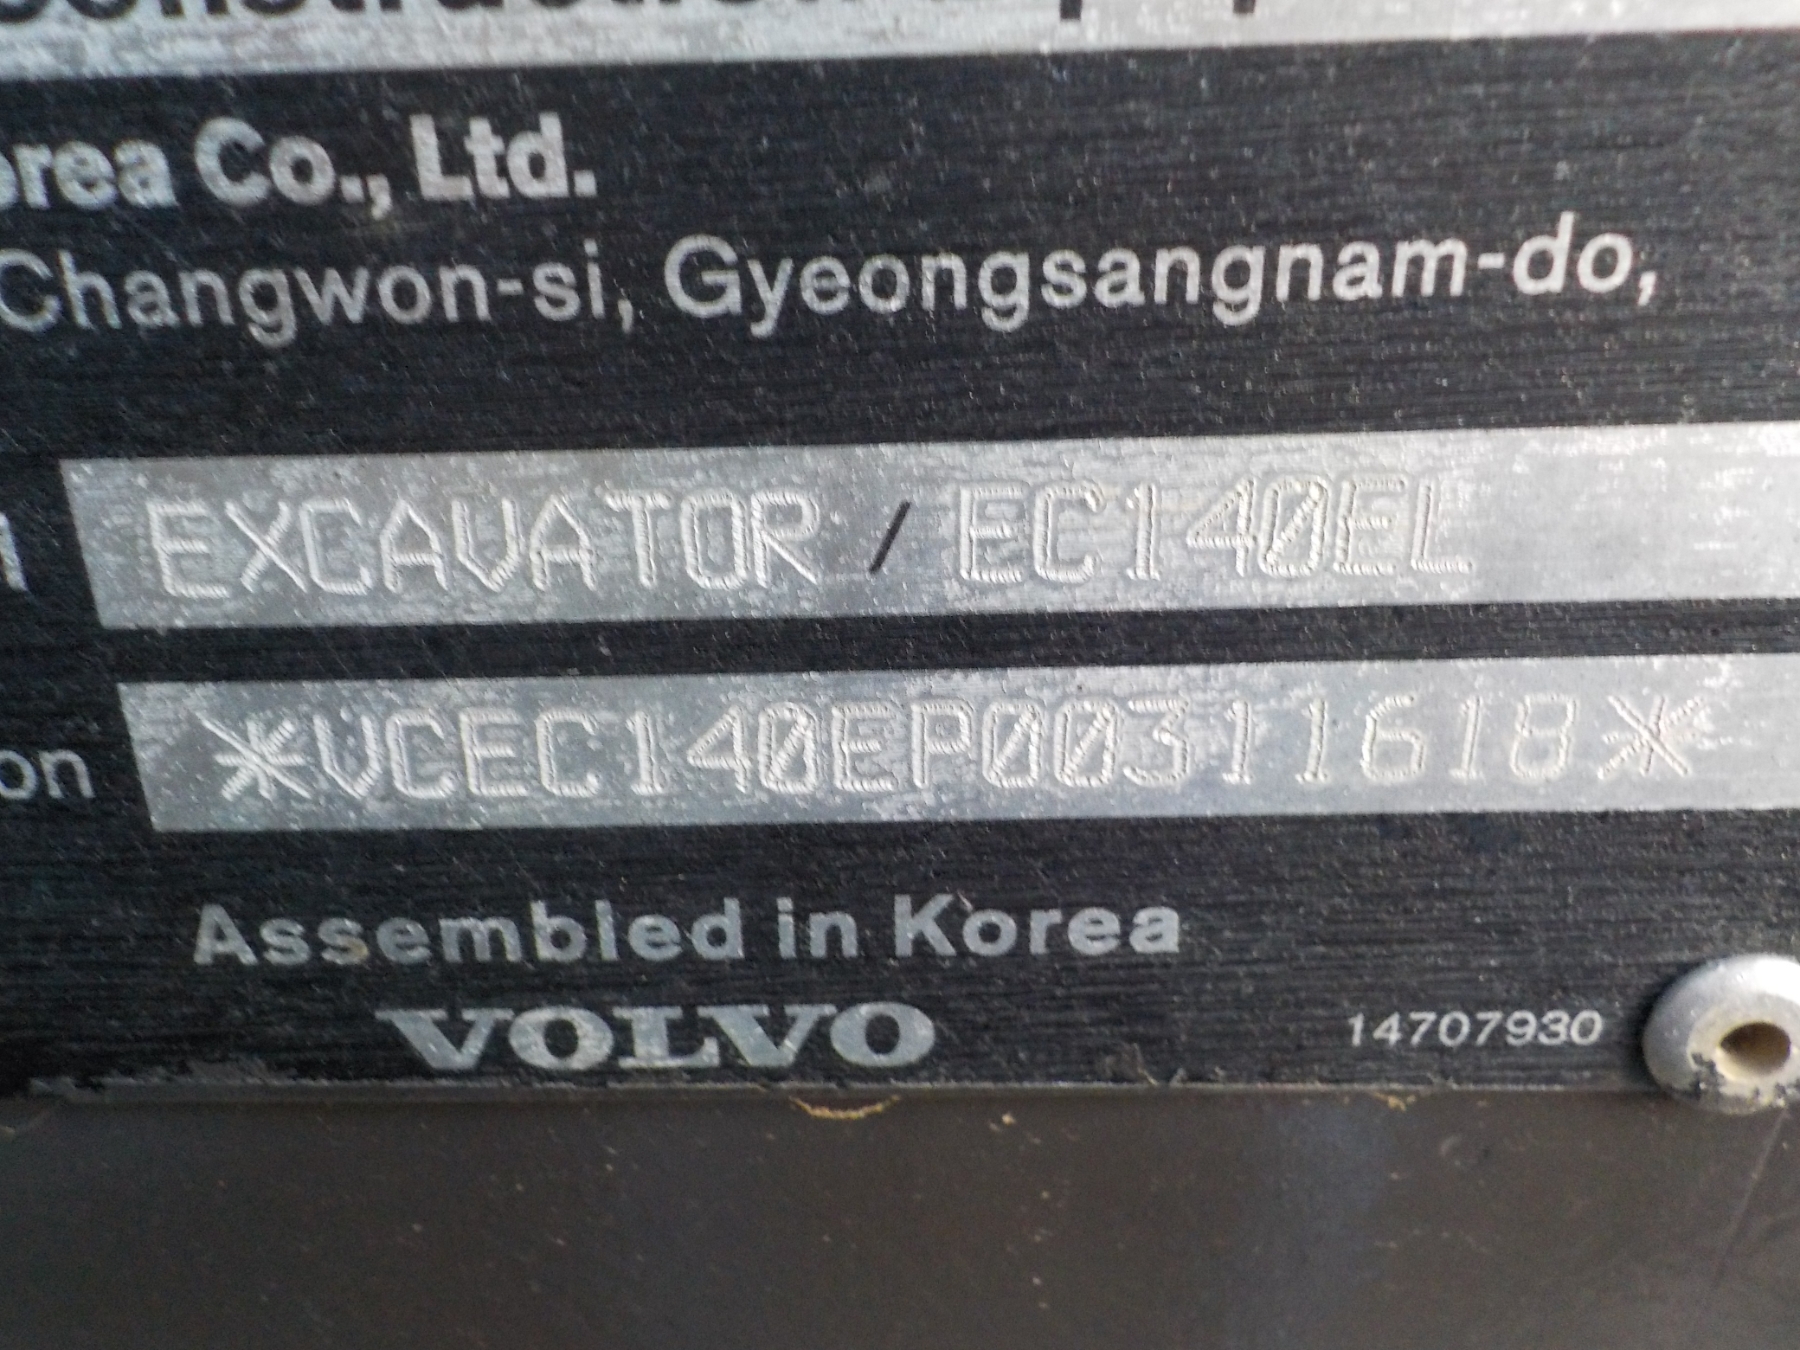 orea Co., Ltd.
Changwon-si, Gyeongsangnam-do,
EXCAVATOR / EC140EL
on *VCEC140EP00311618*
Assembled in Korea
VOLVO
14707930